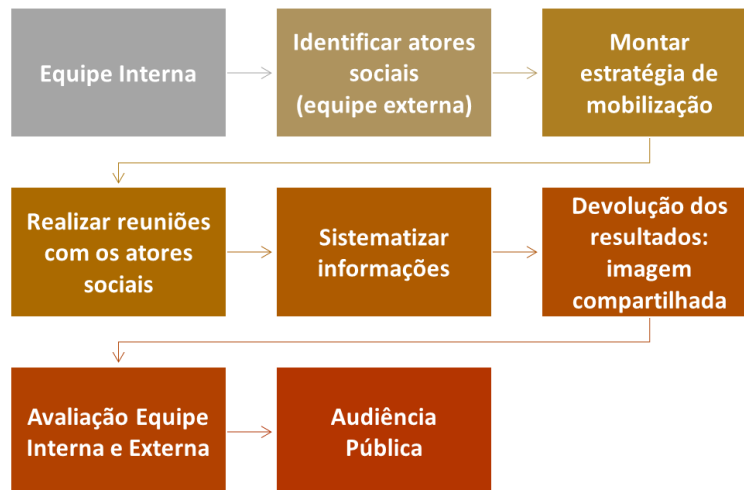 Equipe Interna
Identificar atores
sociais
(equipe externa)
Montar
estratégia de
mobilização
Realizar reuniões
com os atores
sociais
Sistematizar
informações
Devolução dos
resultados:
imagem
compartilhada
Avaliação Equipe
Interna e Externa
Audiência
Pública